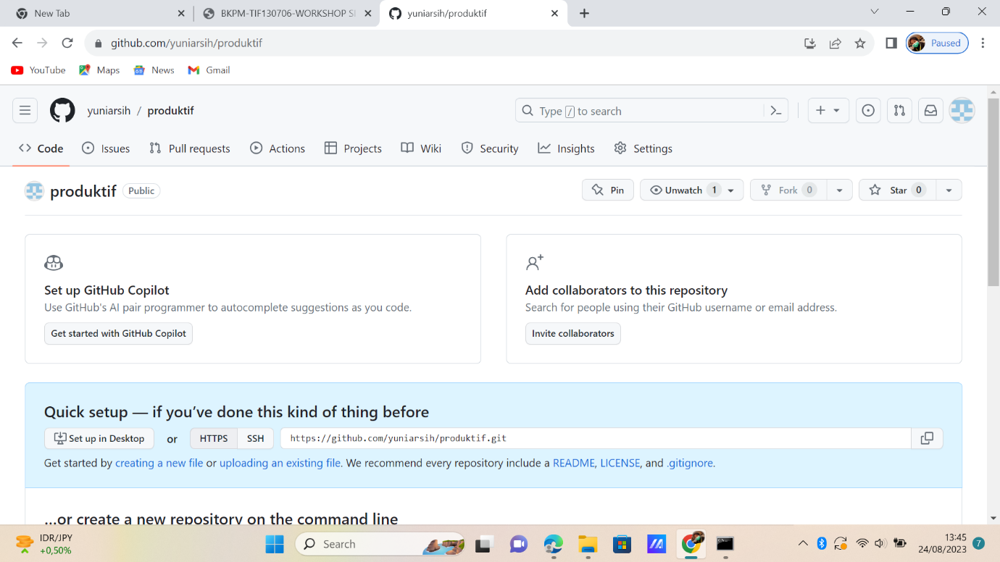 New Tab
BKPM-TIF130706-WORKSHOP SI
yuniarsih/produktif
github.com/yuniarsih/produktif
Paused
YouTube
Maps
News
Gmail
yuniarsih / produktif
Type / to search
Code
Issues
Pull requests
Actions
Projects
Wiki
Security
Insights
Settings
produktif
Public
Pin
Unwatch 1
Fork 0
Star 0
Set up GitHub Copilot
Use GitHub's AI pair programmer to autocomplete suggestions as you code.
Get started with GitHub Copilot
Add collaborators to this repository
Search for people using their GitHub username or email address.
Invite collaborators
Quick setup — if you’ve done this kind of thing before
Set up in Desktop
or
HTTPS
SSH
https://github.com/yuniarsih/produktif.git
Get started by creating a new file or uploading an existing file. We recommend every repository include a README, LICENSE, and .gitignore.
…or create a new repository on the command line
IDR/JPY
+0,50%
Search
13:45
24/08/2023
7